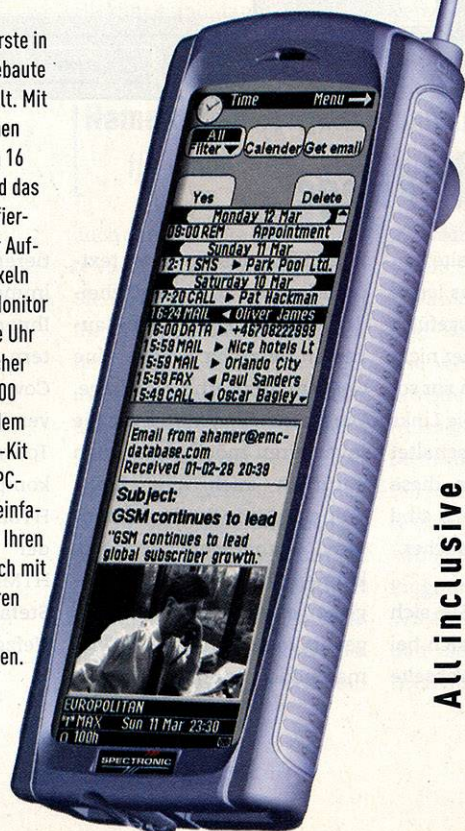 rste in
ebaute
lt. Mit
nen
16
d das
fier-
Auf-
keln
Monitor
e Uhr
cher
000
dem
-Kit
PC-
einfa-
Ihren
ch mit
ren
en.
Time Menu →
All
Filter ▼ Calender Get email
Yes Delete
Monday 12 Mar
09:00 REM Appointment
Sunday 11 Mar
12:11 SMS ► Park Pool Ltd.
Saturday 10 Mar
17:20 CALL ► Pat Hackman
16:24 MAIL ◄ Oliver James
16:00 DATA ► +46708222999
15:59 MAIL ► Nice hotels Lt
15:59 MAIL ► Orlando City
15:59 FAX ◄ Paul Sanders
15:49 CALL ◄ Oscar Bagley
Email from ahamer@emc-
database.com
Received 01-02-28 20:39
Subject:
GSM continues to lead
"GSM continues to lead
global subscriber growth:
EUROPOLITAN
MAX Sun 11 Mar 23:30
100h
SPECTRONIC
All inclusive